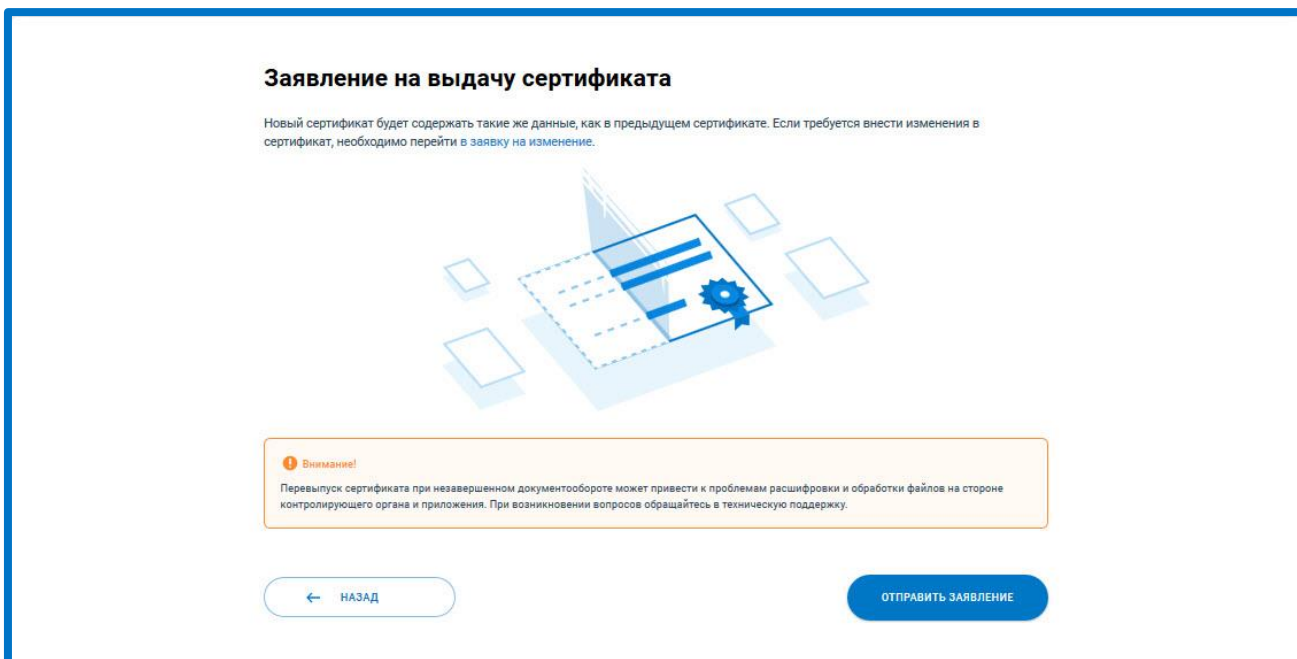 Заявление на выдачу сертификата
Новый сертификат будет содержать такие же данные, как в предыдущем сертификате. Если требуется внести изменения в
сертификат, необходимо перейти в заявку на изменение.
Внимание!
Перевыпуск сертификата при незавершенном документообороте может привести к проблемам расшифровки и обработки файлов на стороне
контролирующего органа и приложения. При возникновении вопросов обращайтесь в техническую поддержку.
НАЗАД
ОТПРАВИТЬ ЗАЯВЛЕНИЕ